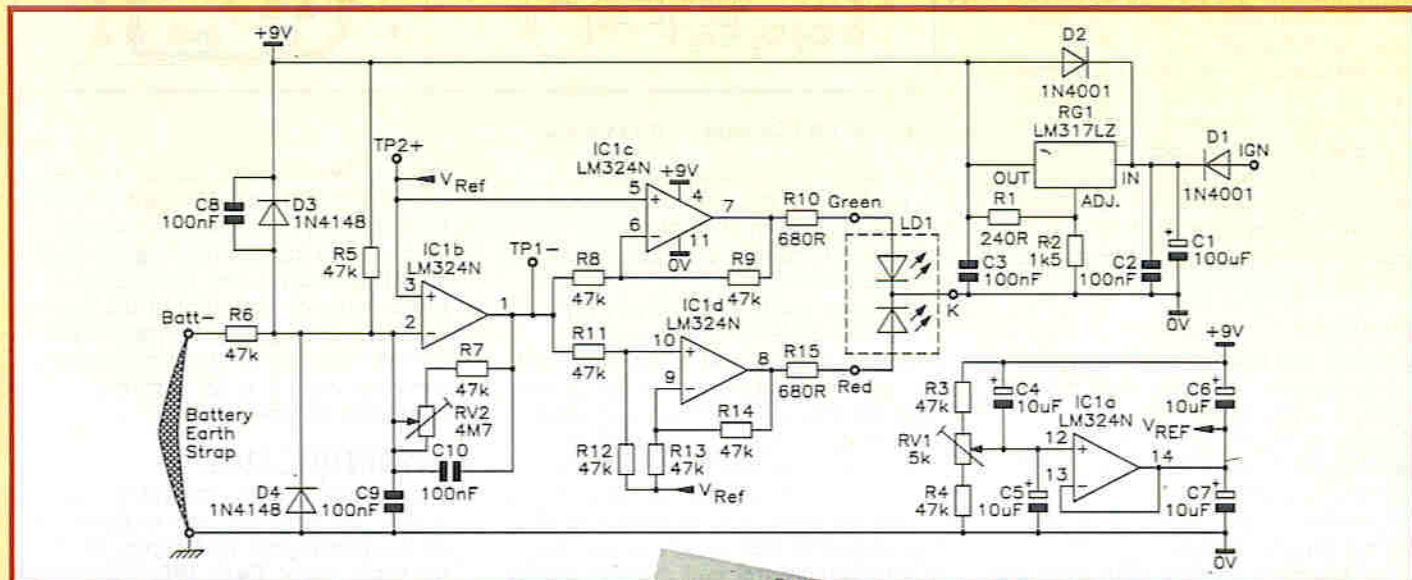 +9V
D2
1N4001
RG1
LM317LZ
D1
IGN
1N4001
OUT
IN
ADJ.
TP2+
VRef
IC1c
LM324N
+9V
5
4
6
7
11
0V
R10
680R
Green
LD1
C8
100nF
D3
1N4148
R5
47k
IC1b
LM324N
TP1-
3
2
1
R8
47k
R9
47k
R1
240R
R2
1k5
C3
100nF
C2
100nF
+
C1
100uF
K
0V
Batt-
R6
47k
R7
47k
RV2
4M7
C10
100nF
R11
47k
IC1d
LM324N
10
9
8
R15
680R
Red
R14
47k
R12
47k
R13
47k
VRef
Battery
Earth
Strap
D4
1N4148
C9
100nF
+9V
R3
47k
+
C4
10uF
IC1a
LM324N
+
C6
10uF
VREF
RV1
5k
12
13
14
R4
47k
C5
+
10uF
+
C7
10uF
0V